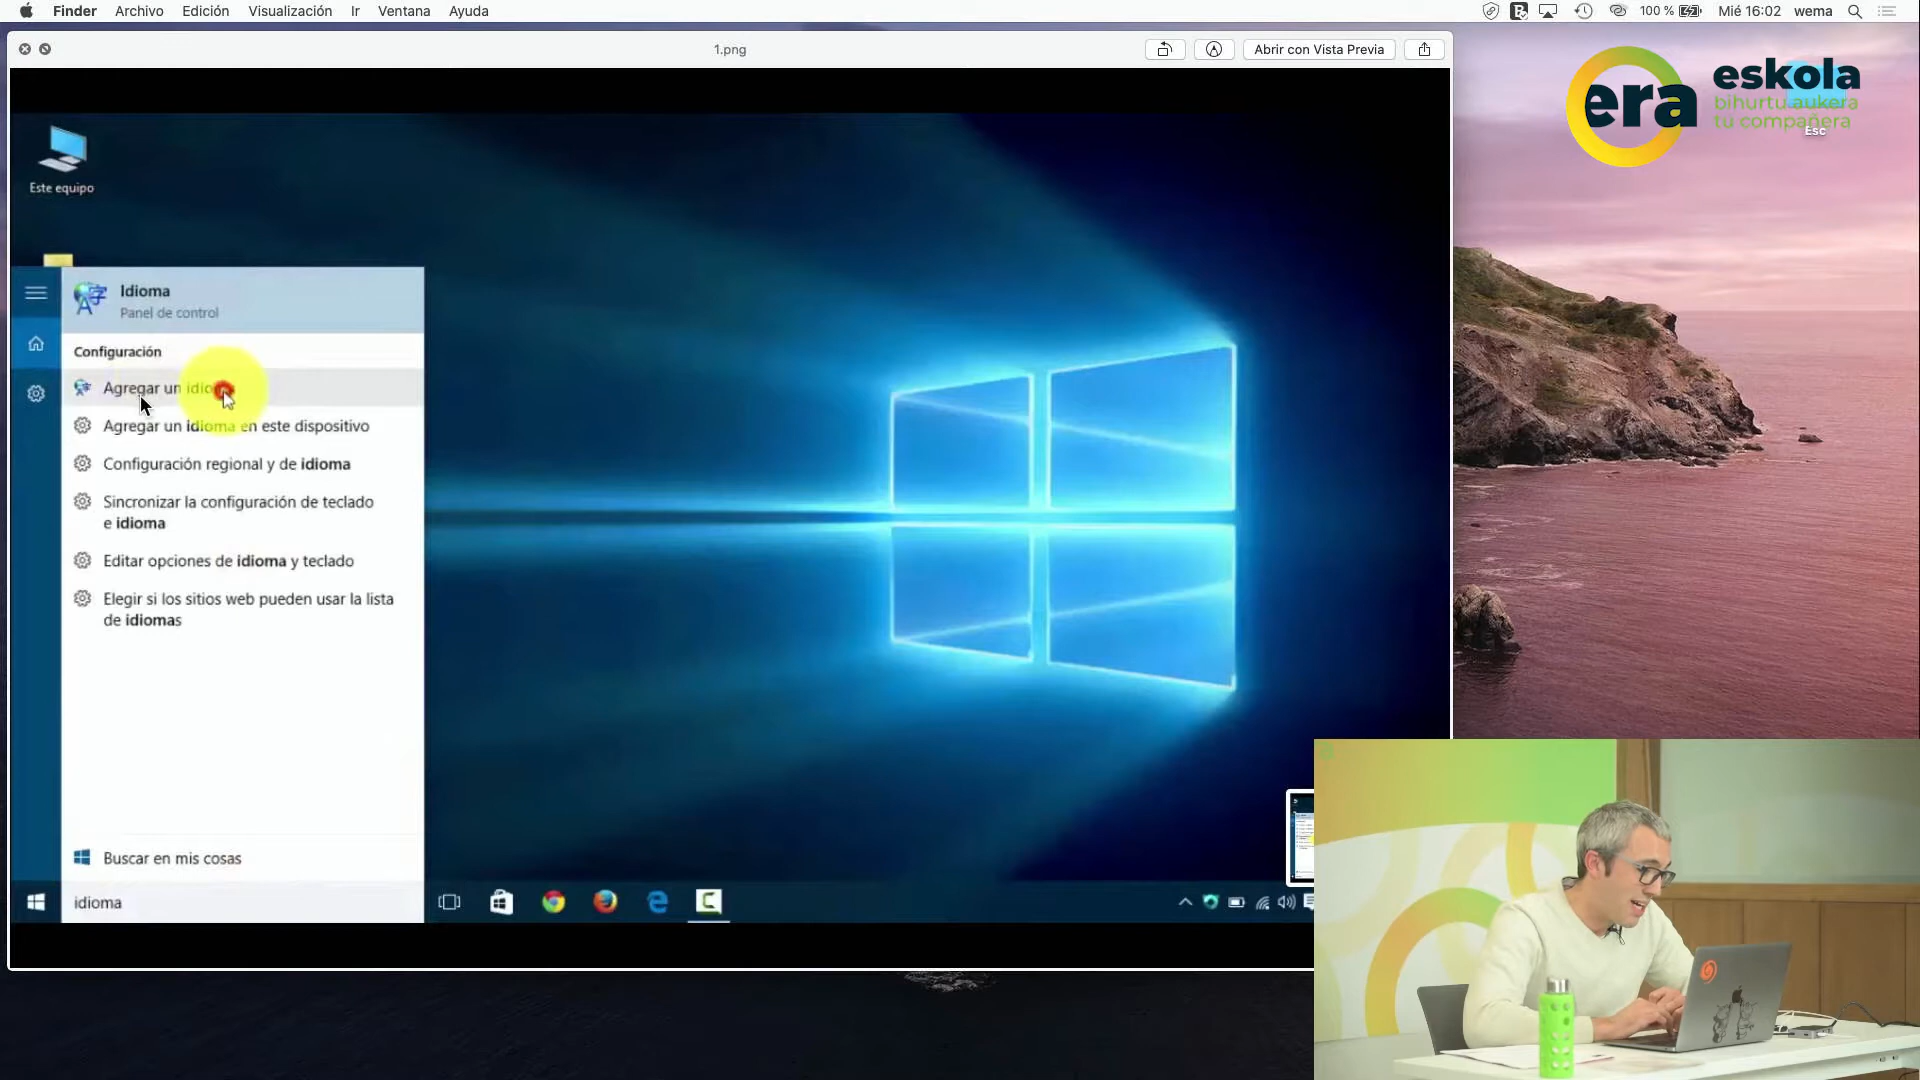 Finder Archivo Edición Visualización Ir Ventana Ayuda
100 % Mié 16:02 wema
1.png
Abrir con Vista Previa
era eskola
bihurtu aukera
tu compañera
Esc
Este equipo
Idioma
Panel de control
Configuración
Agregar un idioma
Agregar un idioma en este dispositivo
Configuración regional y de idioma
Sincronizar la configuración de teclado
e idioma
Editar opciones de idioma y teclado
Elegir si los sitios web pueden usar la lista
de idiomas
Buscar en mis cosas
idioma